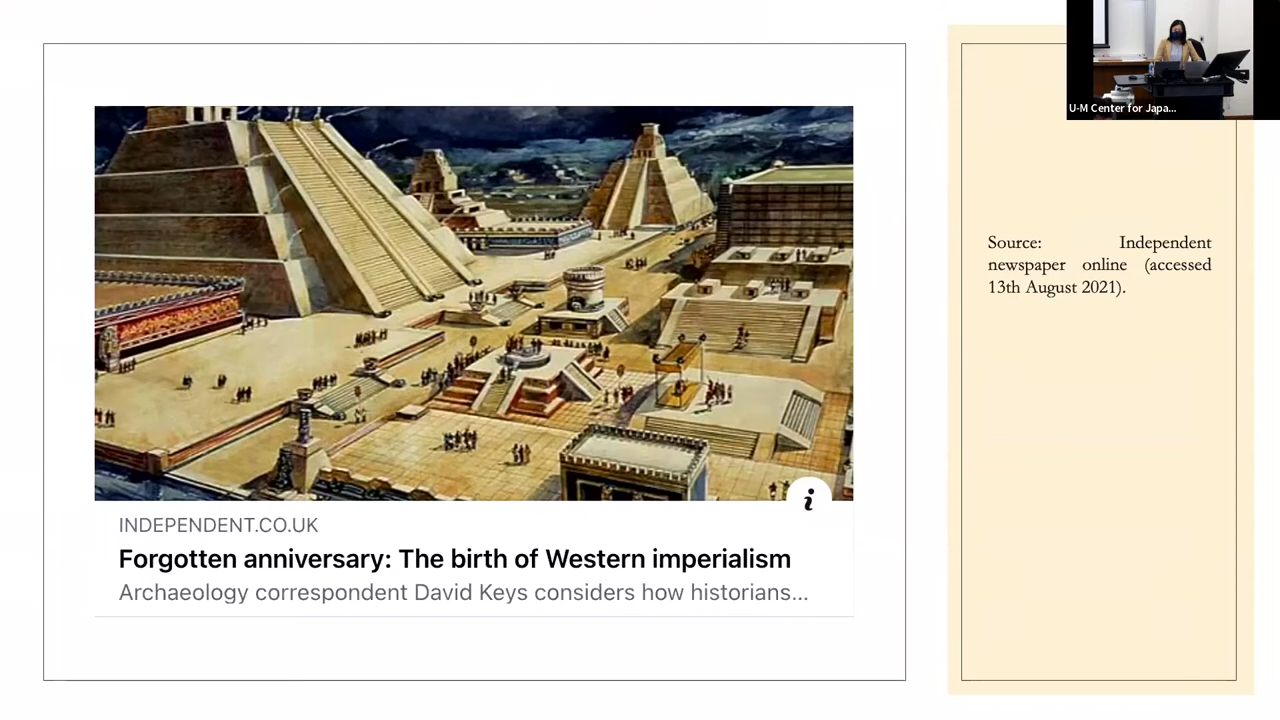 U-M Center for Japa...
Source: Independent
newspaper online (accessed
13th August 2021).
i
INDEPENDENT.CO.UK
Forgotten anniversary: The birth of Western imperialism
Archaeology correspondent David Keys considers how historians...